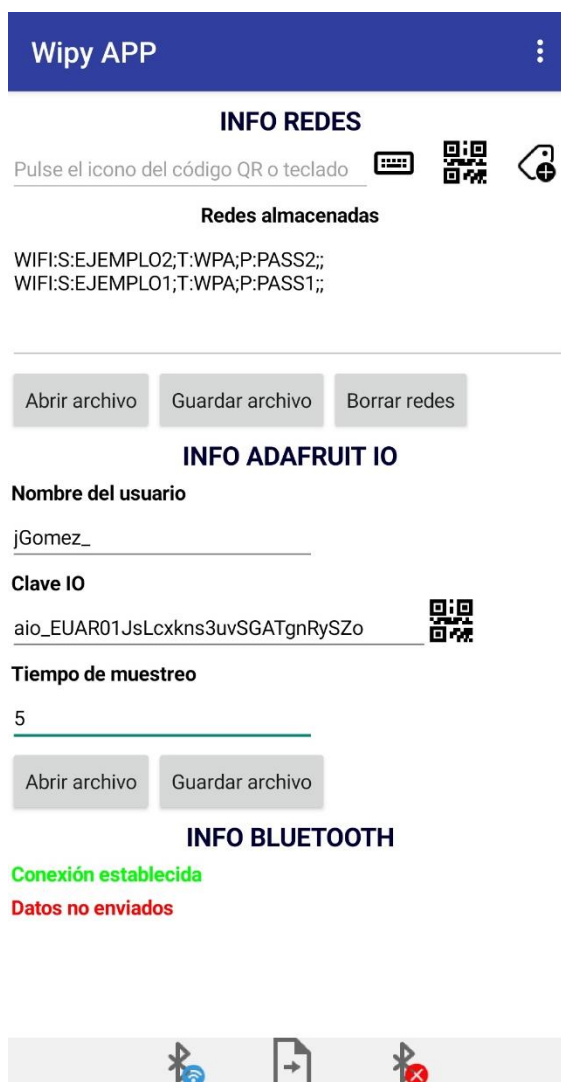 Wipy APP
INFO REDES
Pulse el icono del código QR o teclado
Redes almacenadas
WIFI:S:EJEMPLO2;T:WPA;P:PASS2;;
WIFI:S:EJEMPLO1;T:WPA;P:PASS1;;
Abrir archivo Guardar archivo Borrar redes
INFO ADAFRUIT IO
Nombre del usuario
jGomez_
Clave IO
aio_EUAR01JsLcxkns3uvSGATgnRySZo
Tiempo de muestreo
5
Abrir archivo Guardar archivo
INFO BLUETOOTH
Conexión establecida
Datos no enviados